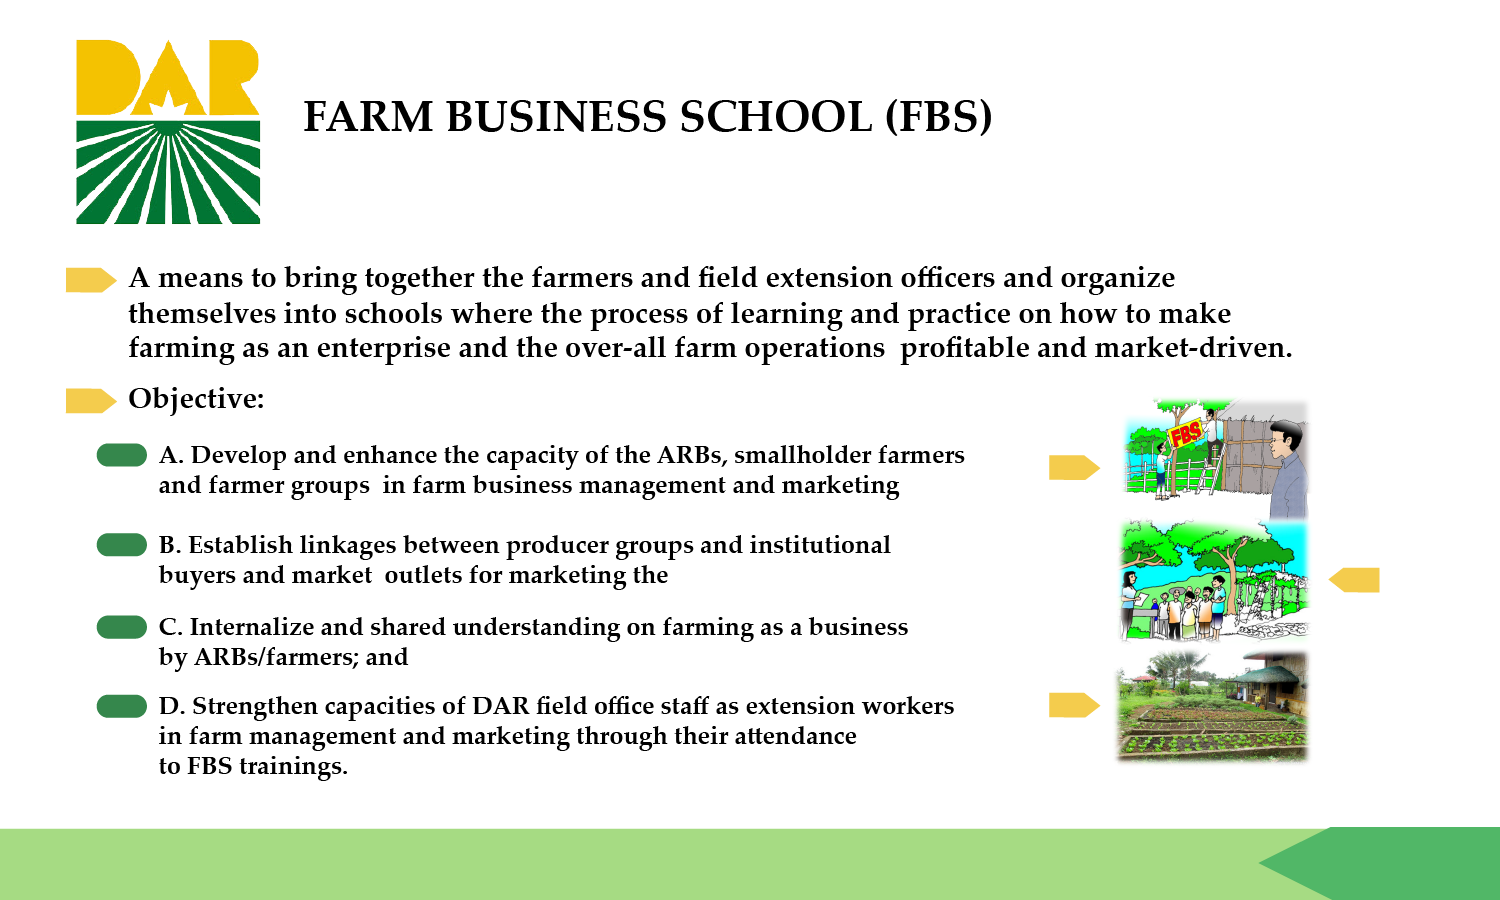 DAR
FARM BUSINESS SCHOOL (FBS)
A means to bring together the farmers and field extension officers and organize
themselves into schools where the process of learning and practice on how to make
farming as an enterprise and the over-all farm operations  profitable and market-driven.
Objective:
A. Develop and enhance the capacity of the ARBs, smallholder farmers
and farmer groups  in farm business management and marketing
FBS
B. Establish linkages between producer groups and institutional
buyers and market  outlets for marketing the
C. Internalize and shared understanding on farming as a business
by ARBs/farmers; and
D. Strengthen capacities of DAR field office staff as extension workers
in farm management and marketing through their attendance
to FBS trainings.